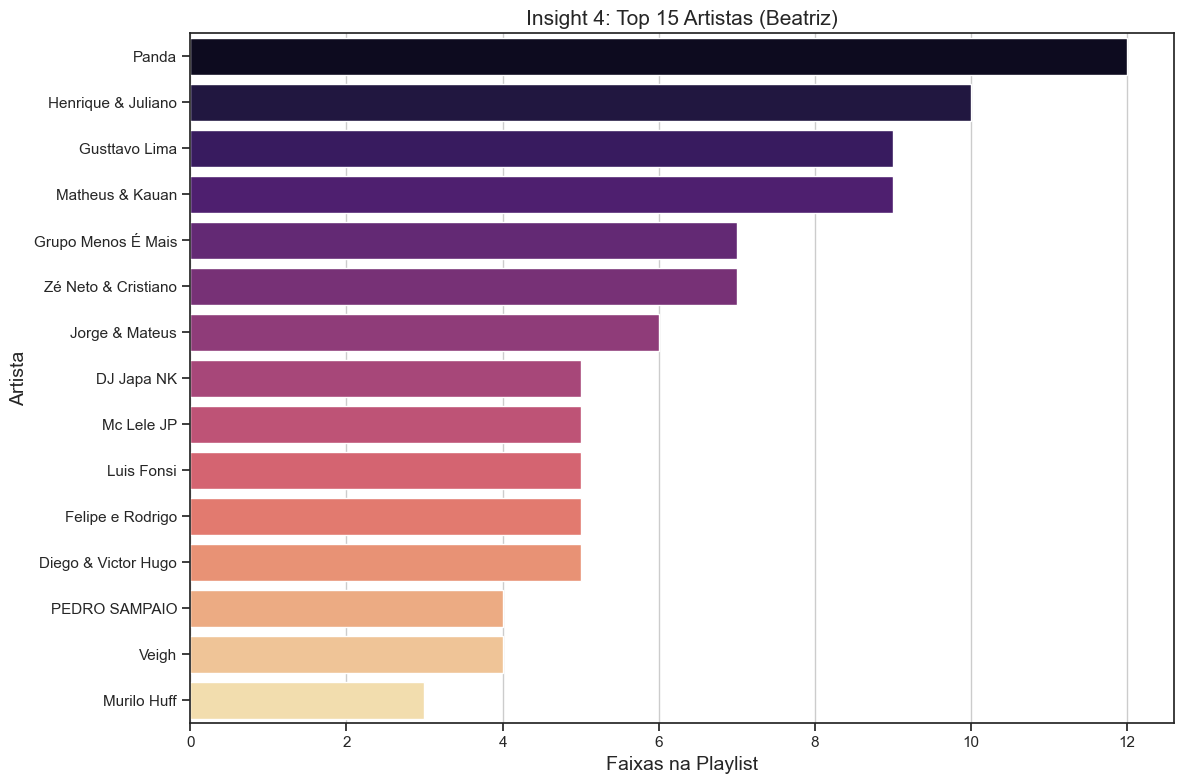 Insight 4: Top 15 Artistas (Beatriz)
Artista
Panda
Henrique & Juliano
Gusttavo Lima
Matheus & Kauan
Grupo Menos É Mais
Zé Neto & Cristiano
Jorge & Mateus
DJ Japa NK
Mc Lele JP
Luis Fonsi
Felipe e Rodrigo
Diego & Victor Hugo
PEDRO SAMPAIO
Veigh
Murilo Huff
0 2 4 6 8 10 12
Faixas na Playlist